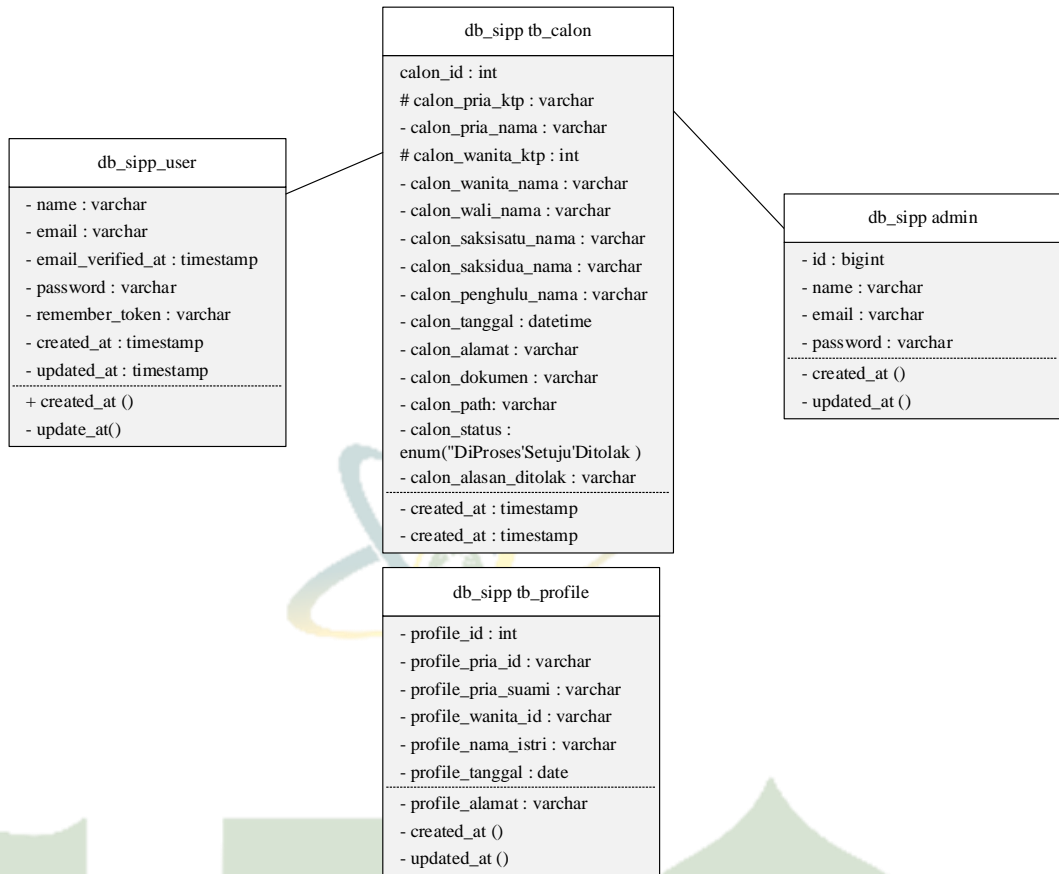 db_sipp tb_calon
calon_id : int
# calon_pria_ktp : varchar
- calon_pria_nama : varchar
# calon_wanita_ktp : int
- calon_wanita_nama : varchar
- calon_wali_nama : varchar
- calon_saksisatu_nama : varchar
- calon_saksidua_nama : varchar
- calon_penghulu_nama : varchar
- calon_tanggal : datetime
- calon_alamat : varchar
- calon_dokumen : varchar
- calon_path: varchar
- calon_status :
enum("DiProses'Setuju'Ditolak )
- calon_alasan_ditolak : varchar
- created_at : timestamp
- created_at : timestamp
db_sipp_user
- name : varchar
- email : varchar
- email_verified_at : timestamp
- password : varchar
- remember_token : varchar
- created_at : timestamp
- updated_at : timestamp
+ created_at ()
- update_at()
db_sipp admin
- id : bigint
- name : varchar
- email : varchar
- password : varchar
- created_at ()
- updated_at ()
db_sipp tb_profile
- profile_id : int
- profile_pria_id : varchar
- profile_pria_suami : varchar
- profile_wanita_id : varchar
- profile_nama_istri : varchar
- profile_tanggal : date
- profile_alamat : varchar
- created_at ()
- updated_at ()